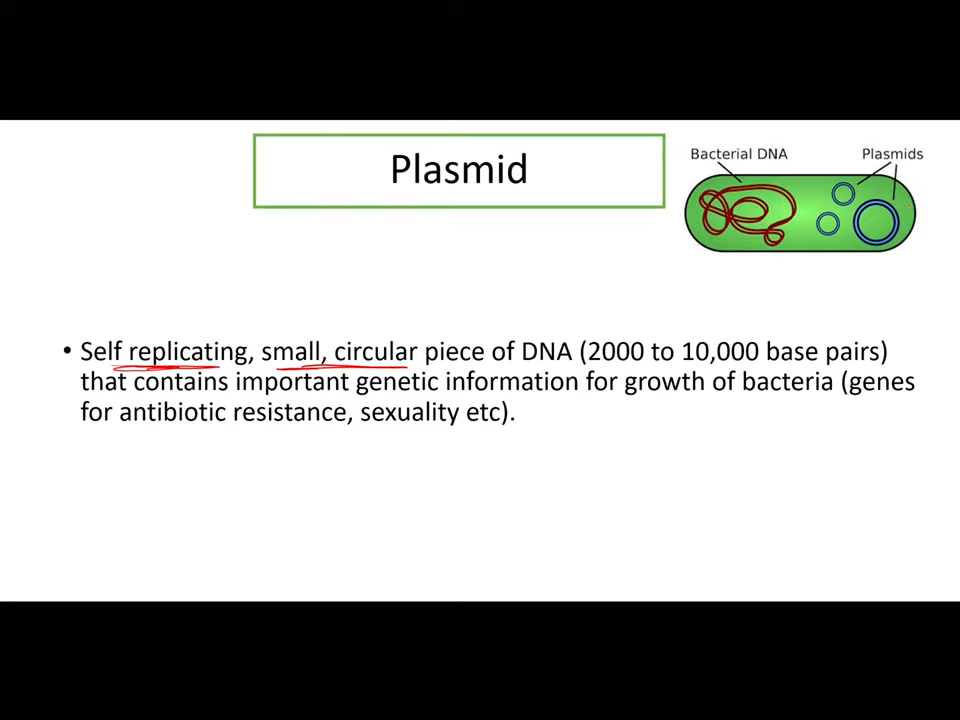 Plasmid
Bacterial DNA
Plasmids
• Self replicating, small, circular piece of DNA (2000 to 10,000 base pairs)
that contains important genetic information for growth of bacteria (genes
for antibiotic resistance, sexuality etc).